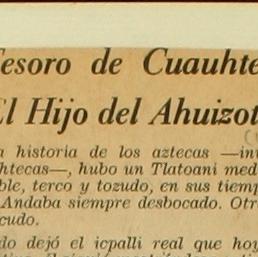 Tesoro de Cuauhte
El Hijo del Ahuizot
a historia de los aztecas —in
htecas—, hubo un Tlatoani med
ble, terco y tozudo, en sus tiemp
Andaba siempre desbocado. Otr
cudo.
do dejó el icpalli real que hoy